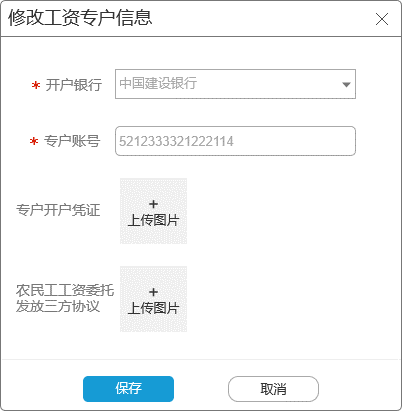 修改工资专户信息
* 开户银行 中国建设银行
* 专户账号 5212333321222114
专户开户凭证
+
上传图片
农民工工资委托
发放三方协议
+
上传图片
保存 取消